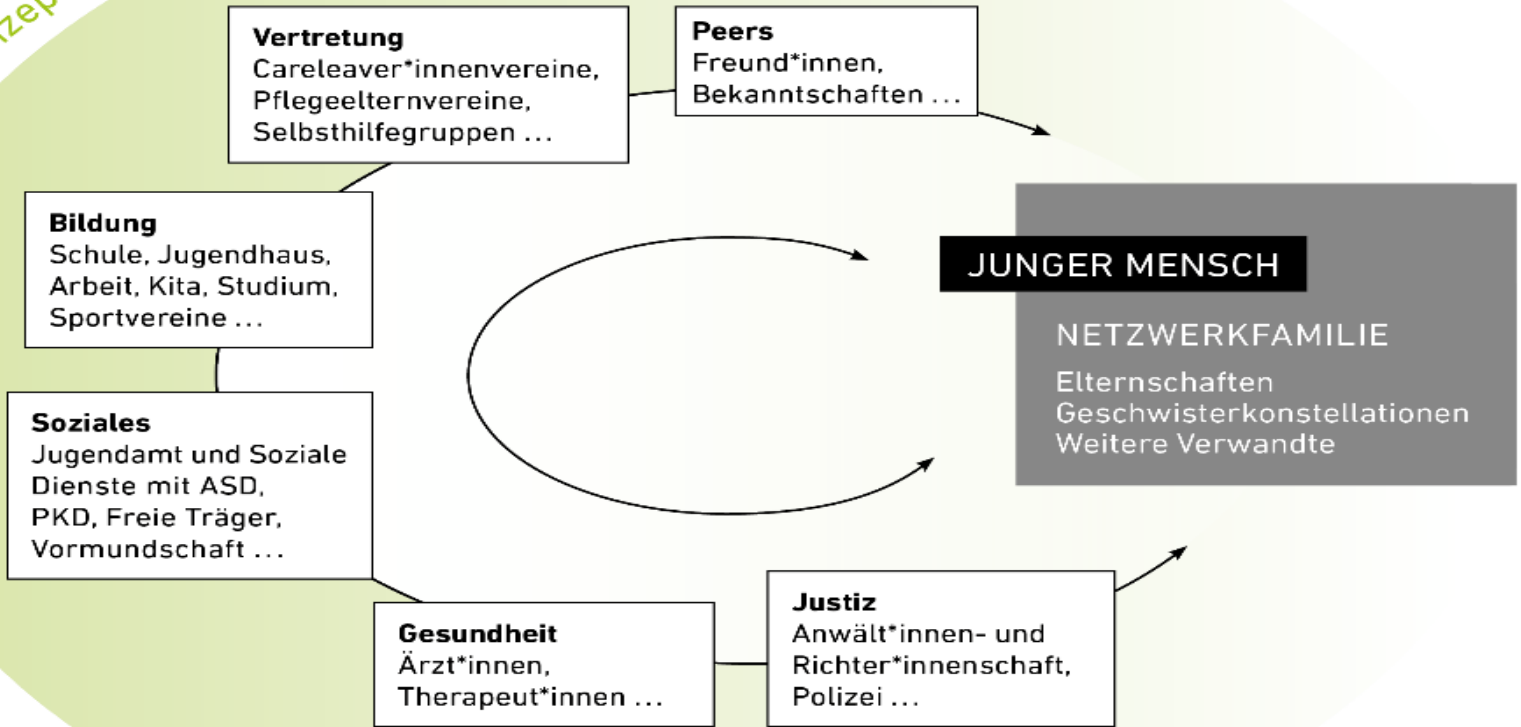 Vertretung
Careleaver*innenvereine,
Pflegeelternvereine,
Selbsthilfegruppen ...
Peers
Freund*innen,
Bekanntschaften ...
Bildung
Schule, Jugendhaus,
Arbeit, Kita, Studium,
Sportvereine ...
JUNGER MENSCH
NETZWERKFAMILIE
Elternschaften
Geschwisterkonstellationen
Weitere Verwandte
Soziales
Jugendamt und Soziale
Dienste mit ASD,
PKD, Freie Träger,
Vormundschaft ...
Gesundheit
Ärzt*innen,
Therapeut*innen ...
Justiz
Anwält*innen- und
Richter*innenschaft,
Polizei ...